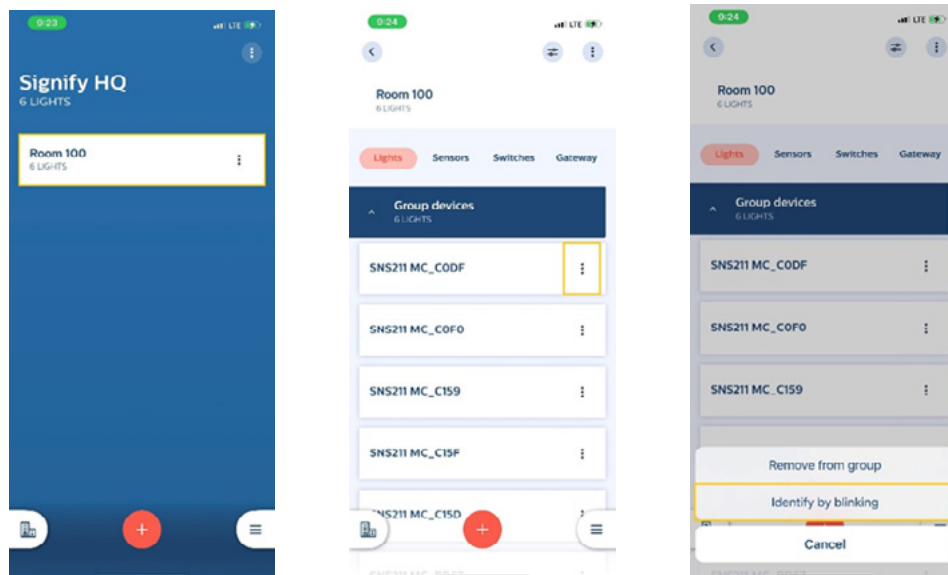 9:23
LTE
Signify HQ
6 LIGHTS
Room 100
6 LIGHTS
9:24
LTE
Room 100
6 LIGHTS
Lights Sensors Switches Gateway
Group devices
6 LIGHTS
SNS211 MC_C0DF
SNS211 MC_C0F0
SNS211 MC_C159
SNS211 MC_C15F
SNS211 MC_C15D
9:24
LTE
Room 100
6 LIGHTS
Lights Sensors Switches Gateway
Group devices
6 LIGHTS
SNS211 MC_C0DF
SNS211 MC_C0F0
SNS211 MC_C159
Remove from group
Identify by blinking
Cancel